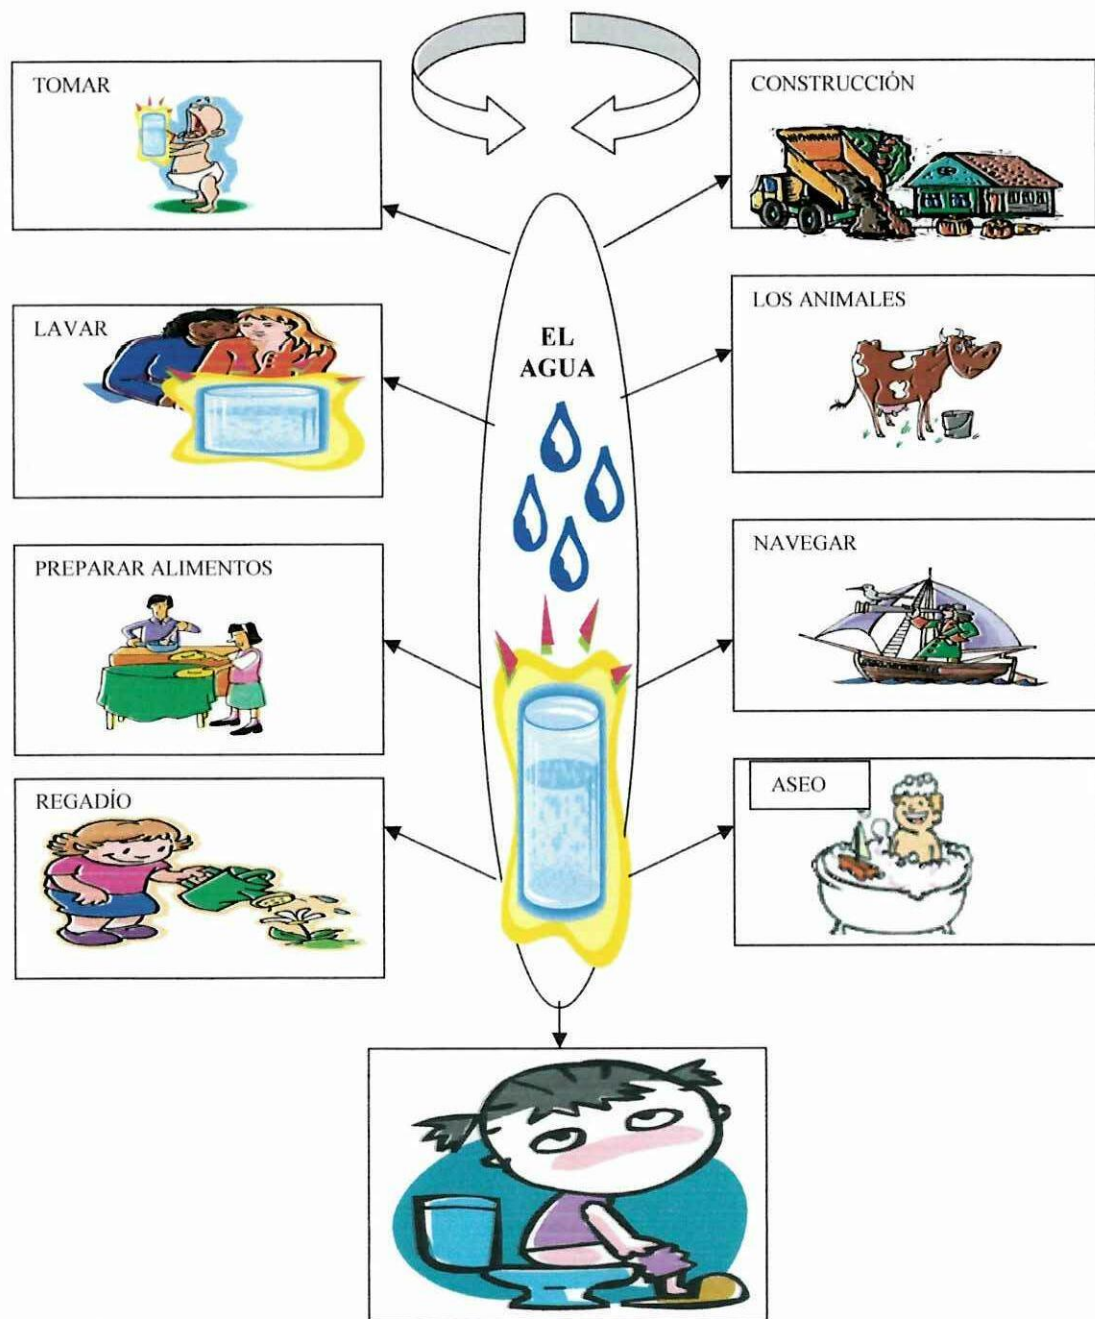 TOMAR
CONSTRUCCIÓN
LAVAR
EL
AGUA
LOS ANIMALES
PREPARAR ALIMENTOS
NAVEGAR
REGADÍO
ASEO